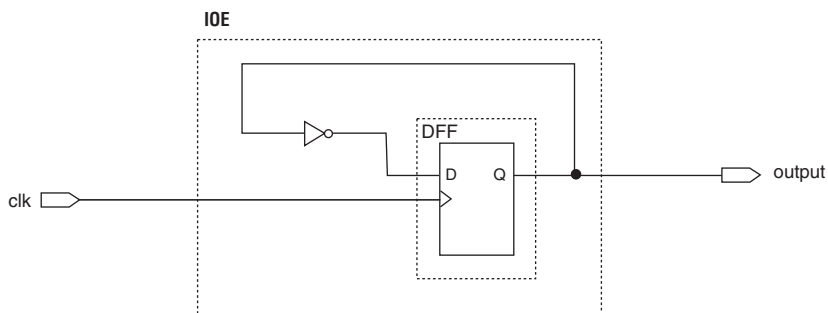 IOE
DFF
D Q
clk
output